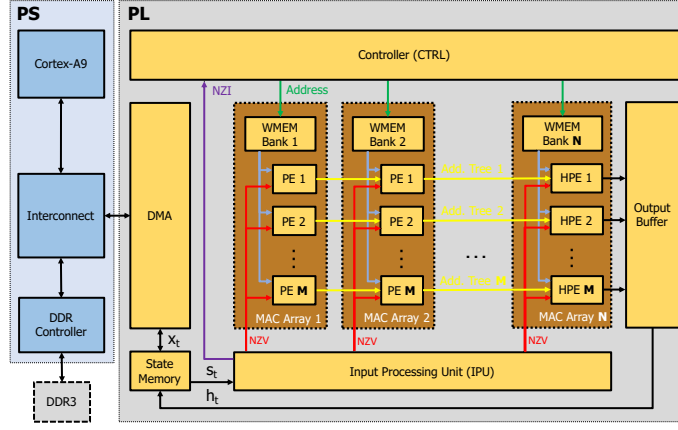 PS
PL
Cortex-A9
Controller (CTRL)
NZI
Address
WMEM
Bank 1
WMEM
Bank 2
WMEM
Bank N
PE 1
PE 1
Add. Tree 1
HPE 1
Interconnect
DMA
PE 2
PE 2
Add. Tree 2
HPE 2
Output
Buffer
...
...
...
...
PE M
PE M
Add. Tree M
HPE M
DDR
Controller
MAC Array 1
MAC Array 2
MAC Array N
xt
NZV
NZV
NZV
State
Memory
st
ht
Input Processing Unit (IPU)
DDR3